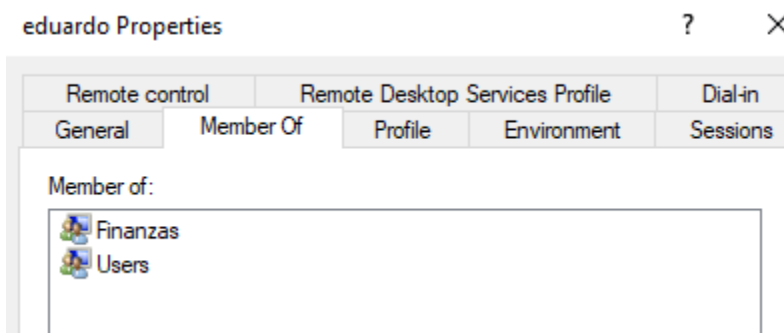 eduardo Properties ? ×
Remote control Remote Desktop Services Profile Dial-in
General Member Of Profile Environment Sessions
Member of:
Finanzas
Users